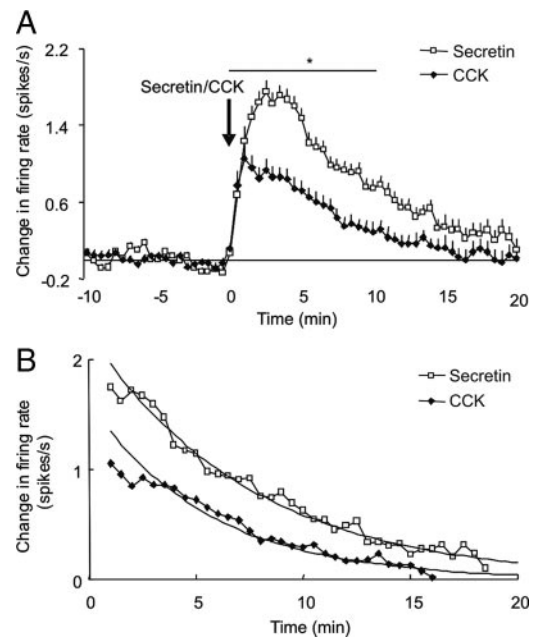 A
2.2
1.4
0.6
-0.2
Change in firing rate (spikes/s)
Secretin/CCK
*
Secretin
CCK
-10 -5 0 5 10 15 20
Time (min)
B
2
1
0
Change in firing rate
(spikes/s)
Secretin
CCK
0 5 10 15 20
Time (min)